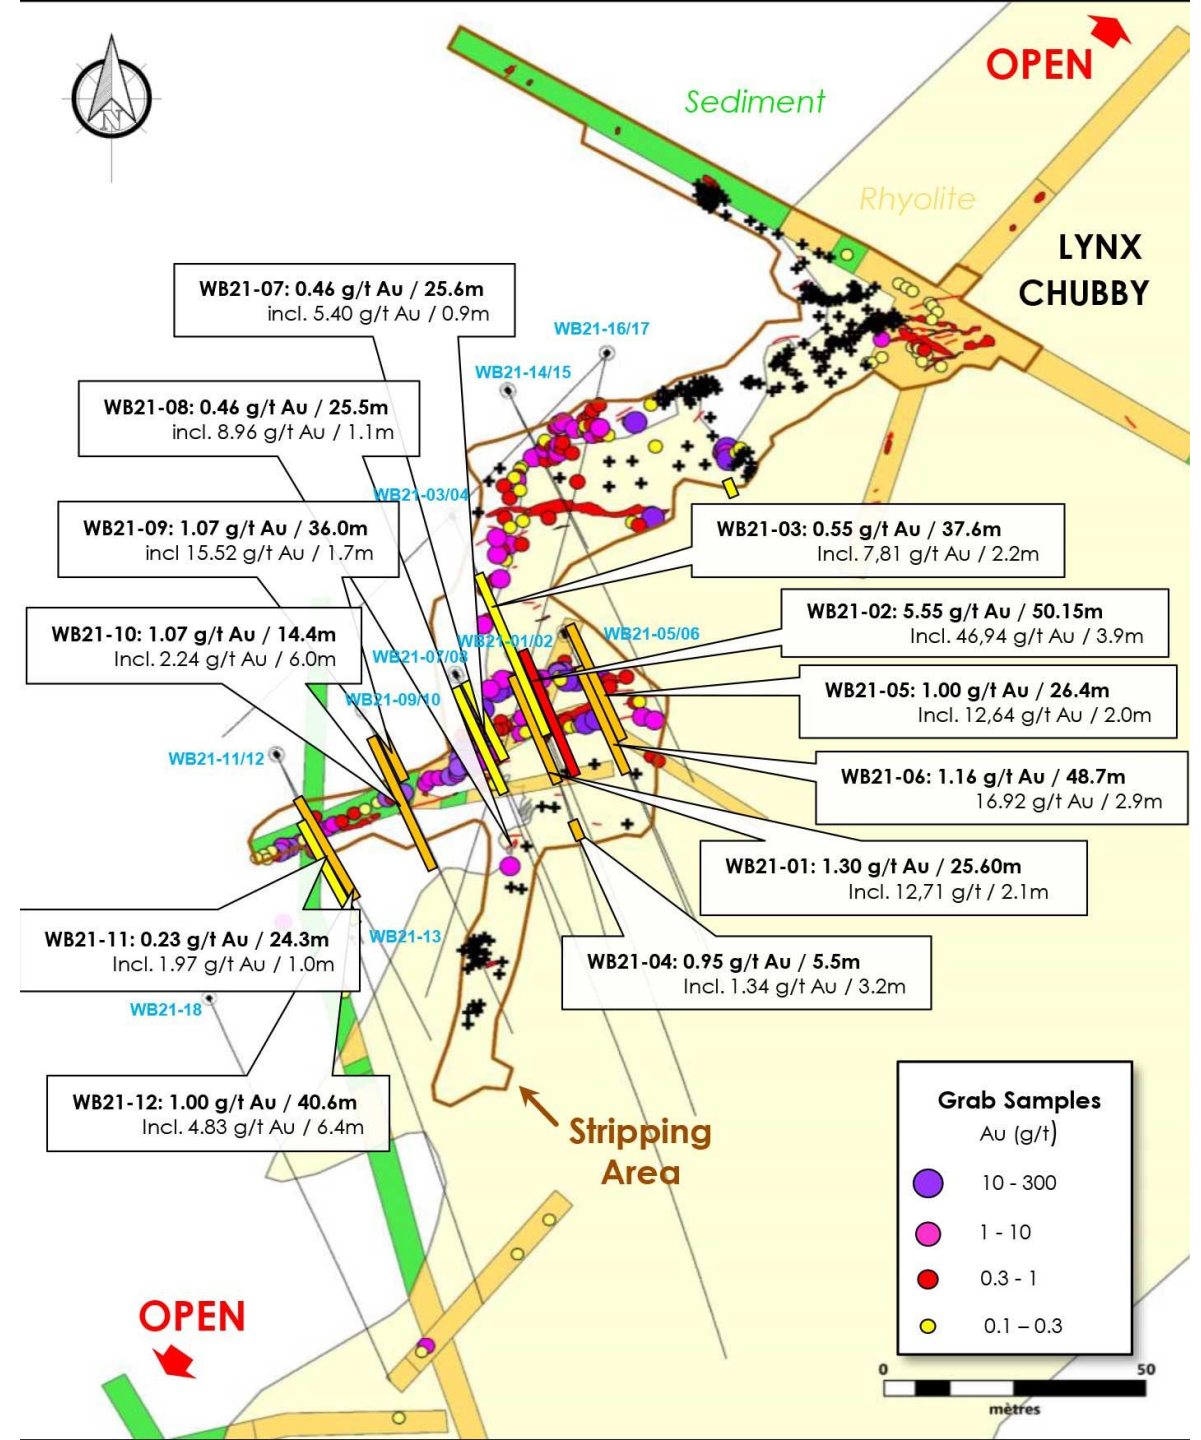 N
OPEN
Sediment
Rhyolite
LYNX
CHUBBY
WB21-07: 0.46 g/t Au / 25.6m
incl. 5.40 g/t Au / 0.9m
WB21-16/17
WB21-14/15
WB21-08: 0.46 g/t Au / 25.5m
incl. 8.96 g/t Au / 1.1m
WB21-03/04
WB21-09: 1.07 g/t Au / 36.0m
incl 15.52 g/t Au / 1.7m
WB21-03: 0.55 g/t Au / 37.6m
Incl. 7,81 g/t Au / 2.2m
WB21-10: 1.07 g/t Au / 14.4m
Incl. 2.24 g/t Au / 6.0m
WB21-02: 5.55 g/t Au / 50.15m
Incl. 46,94 g/t Au / 3.9m
WB21-01/02
WB21-05/06
WB21-07/08
WB21-09/10
WB21-05: 1.00 g/t Au / 26.4m
Incl. 12,64 g/t Au / 2.0m
WB21-11/12
WB21-06: 1.16 g/t Au / 48.7m
16.92 g/t Au / 2.9m
WB21-01: 1.30 g/t Au / 25.60m
Incl. 12,71 g/t / 2.1m
WB21-11: 0.23 g/t Au / 24.3m
Incl. 1.97 g/t Au / 1.0m
WB21-13
WB21-04: 0.95 g/t Au / 5.5m
Incl. 1.34 g/t Au / 3.2m
WB21-18
WB21-12: 1.00 g/t Au / 40.6m
Incl. 4.83 g/t Au / 6.4m
Stripping
Area
Grab Samples
Au (g/t)
10 - 300
1 - 10
0.3 - 1
0.1 – 0.3
OPEN
0 50
mètres